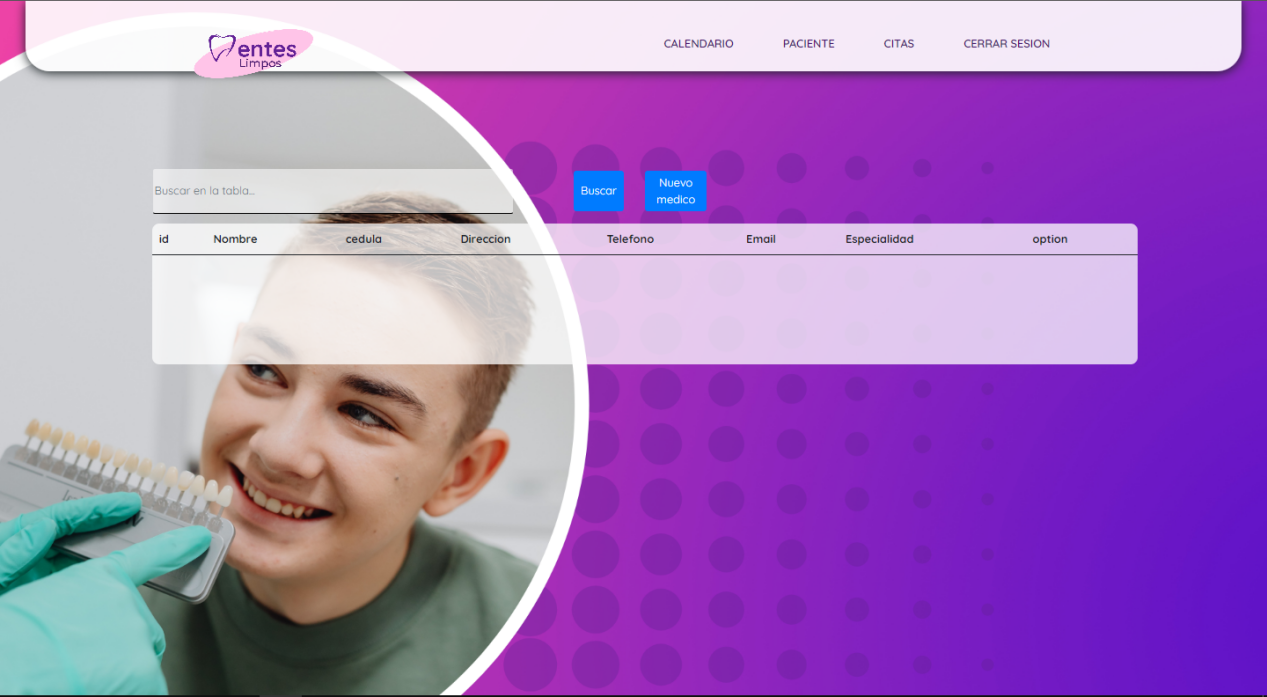 entes
Limpos
CALENDARIO PACIENTE CITAS CERRAR SESION
Buscar en la tabla...
Buscar
Nuevo
medico
id Nombre cedula Direccion Telefono Email Especialidad option